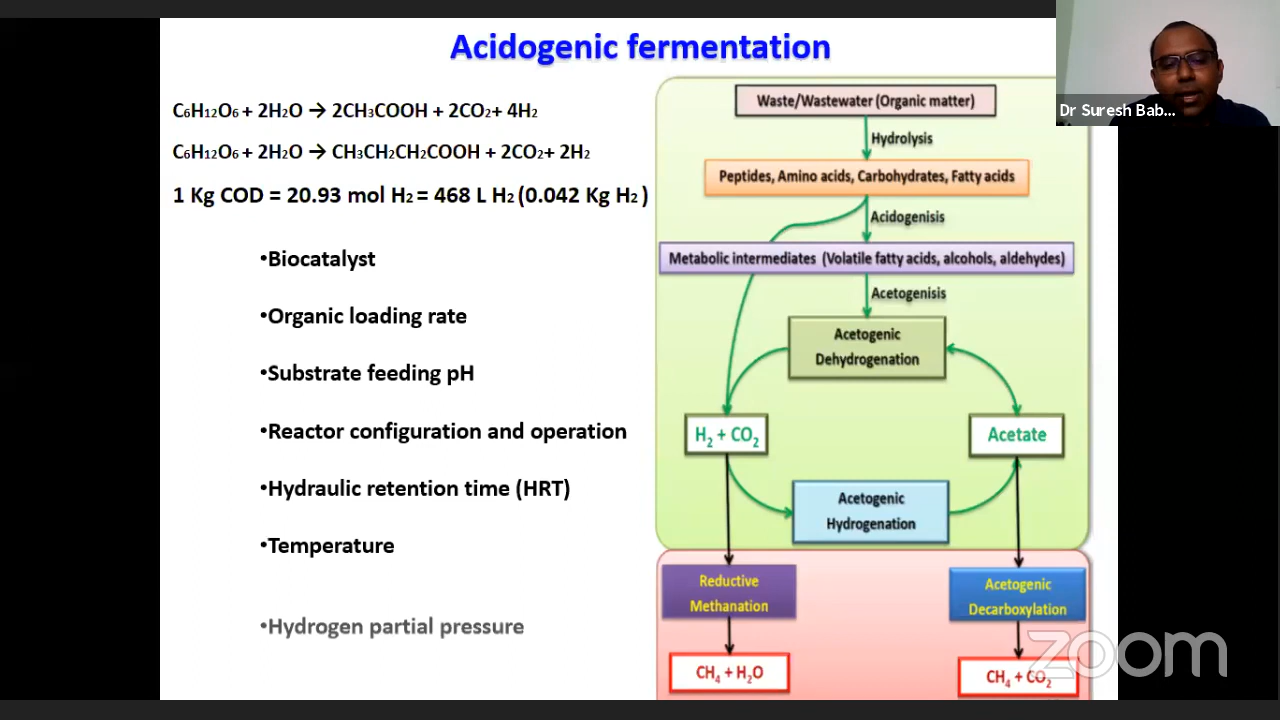 Acidogenic fermentation
C6H12O6 + 2H2O → 2CH3COOH + 2CO2+ 4H2
C6H12O6 + 2H2O → CH3CH2CH2COOH + 2CO2+ 2H2
1 Kg COD = 20.93 mol H2 = 468 L H2 (0.042 Kg H2 )
•Biocatalyst
•Organic loading rate
•Substrate feeding pH
•Reactor configuration and operation
•Hydraulic retention time (HRT)
•Temperature
•Hydrogen partial pressure
Waste/Wastewater (Organic matter)
Hydrolysis
Peptides, Amino acids, Carbohydrates, Fatty acids
Acidogenisis
Metabolic intermediates (Volatile fatty acids, alcohols, aldehydes)
Acetogenisis
Acetogenic
Dehydrogenation
H2 + CO2
Acetate
Acetogenic
Hydrogenation
Reductive
Methanation
Acetogenic
Decarboxylation
CH4 + H2O
CH4 + CO2
Dr Suresh Bab...
zoom